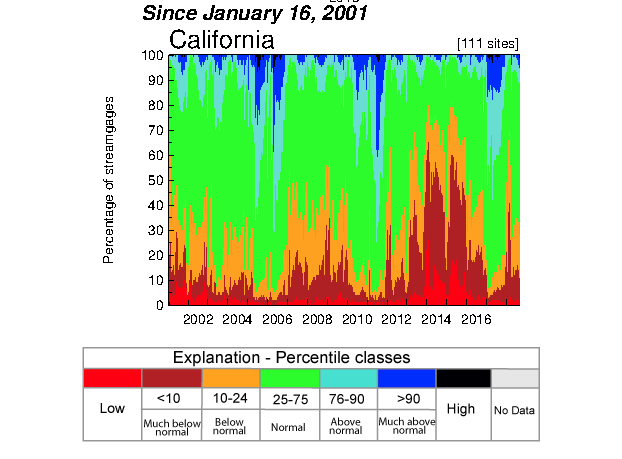 Since January 16, 2001
California
[111 sites]
Percentage of streamgages
100
90
80
70
60
50
40
30
20
10
0
2002 2004 2006 2008 2010 2012 2014 2016
Explanation - Percentile classes
Low
<10
10-24
25-75
76-90
>90
High
No Data
Much below
normal
Below
normal
Normal
Above
normal
Much above
normal